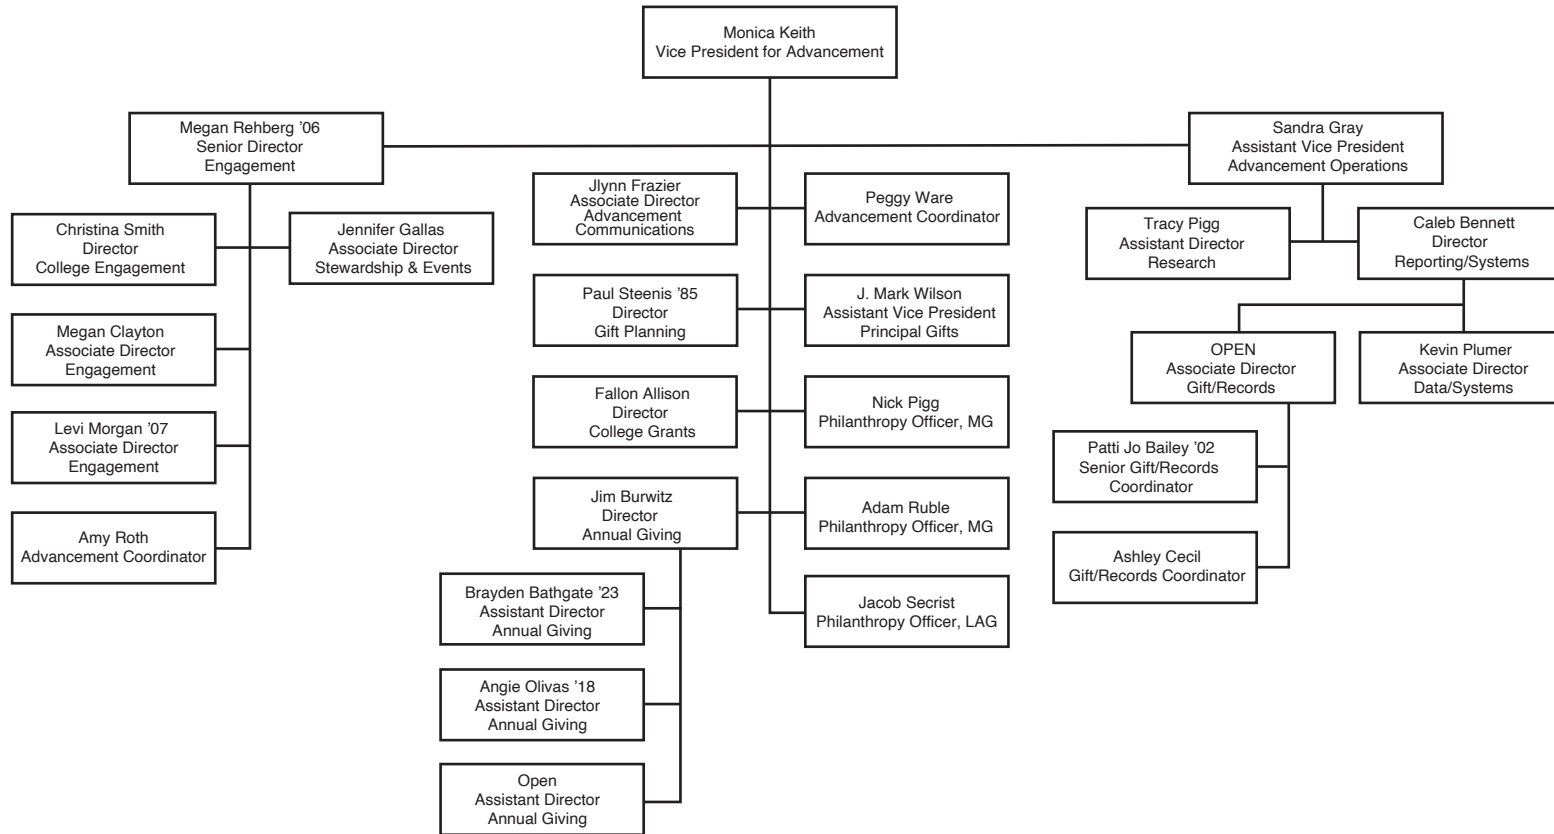 Monica Keith
Vice President for Advancement
Megan Rehberg ’06
Senior Director
Engagement
Sandra Gray
Assistant Vice President
Advancement Operations
Christina Smith
Director
College Engagement
Jennifer Gallas
Associate Director
Stewardship & Events
Megan Clayton
Associate Director
Engagement
Levi Morgan ’07
Associate Director
Engagement
Amy Roth
Advancement Coordinator
Jlynn Frazier
Associate Director
Advancement
Communications
Peggy Ware
Advancement Coordinator
Paul Steenis ’85
Director
Gift Planning
J. Mark Wilson
Assistant Vice President
Principal Gifts
Fallon Allison
Director
College Grants
Nick Pigg
Philanthropy Officer, MG
Jim Burwitz
Director
Annual Giving
Adam Ruble
Philanthropy Officer, MG
Brayden Bathgate ’23
Assistant Director
Annual Giving
Jacob Secrist
Philanthropy Officer, LAG
Angie Olivas ’18
Assistant Director
Annual Giving
Open
Assistant Director
Annual Giving
Tracy Pigg
Assistant Director
Research
Caleb Bennett
Director
Reporting/Systems
OPEN
Associate Director
Gift/Records
Kevin Plumer
Associate Director
Data/Systems
Patti Jo Bailey ’02
Senior Gift/Records
Coordinator
Ashley Cecil
Gift/Records Coordinator